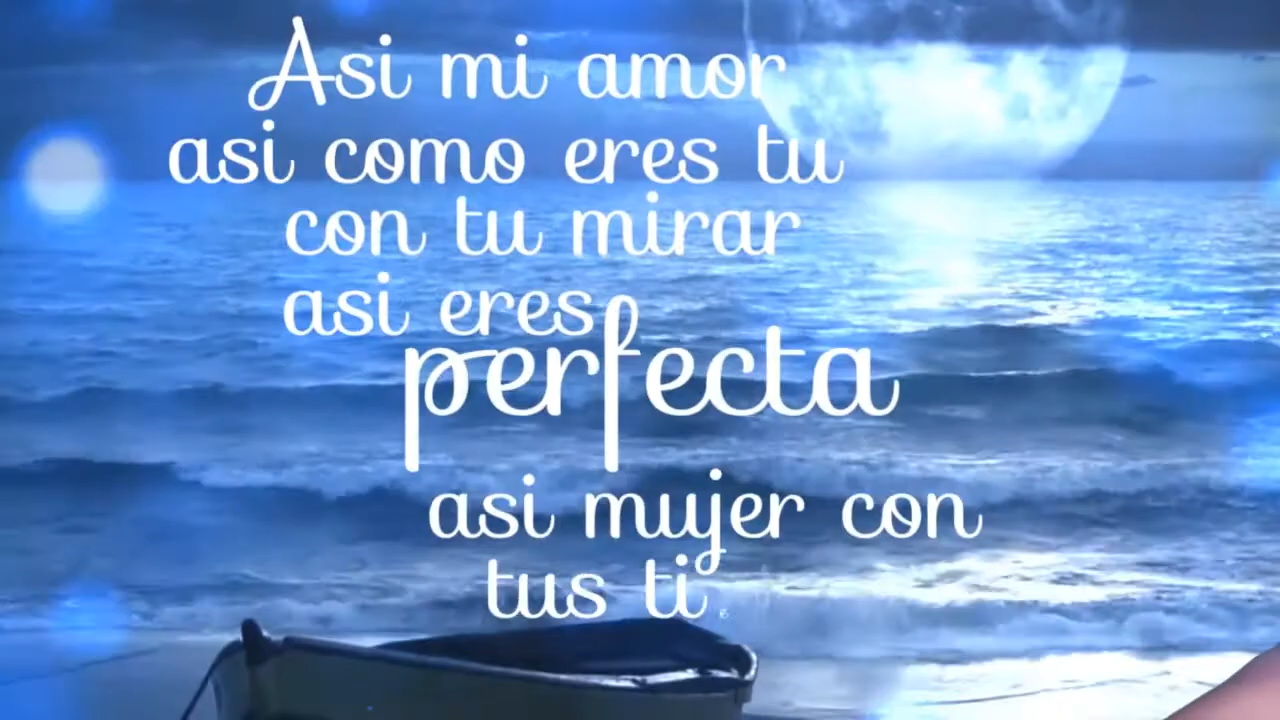 Asi mi amor
asi como eres tu
con tu mirar
asi eres
perfecta
asi mujer con
tus ti